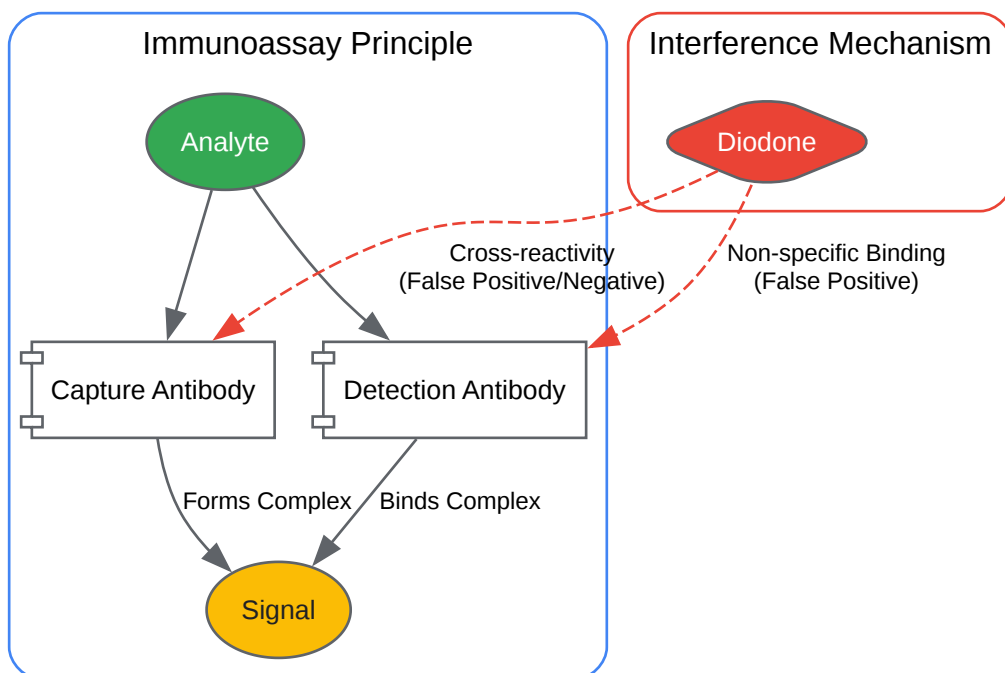 Immunoassay Principle
Interference Mechanism
Analyte
Diodone
Cross-reactivity
(False Positive/Negative)
Non-specific Binding
(False Positive)
Capture Antibody
Detection Antibody
Forms Complex
Binds Complex
Signal